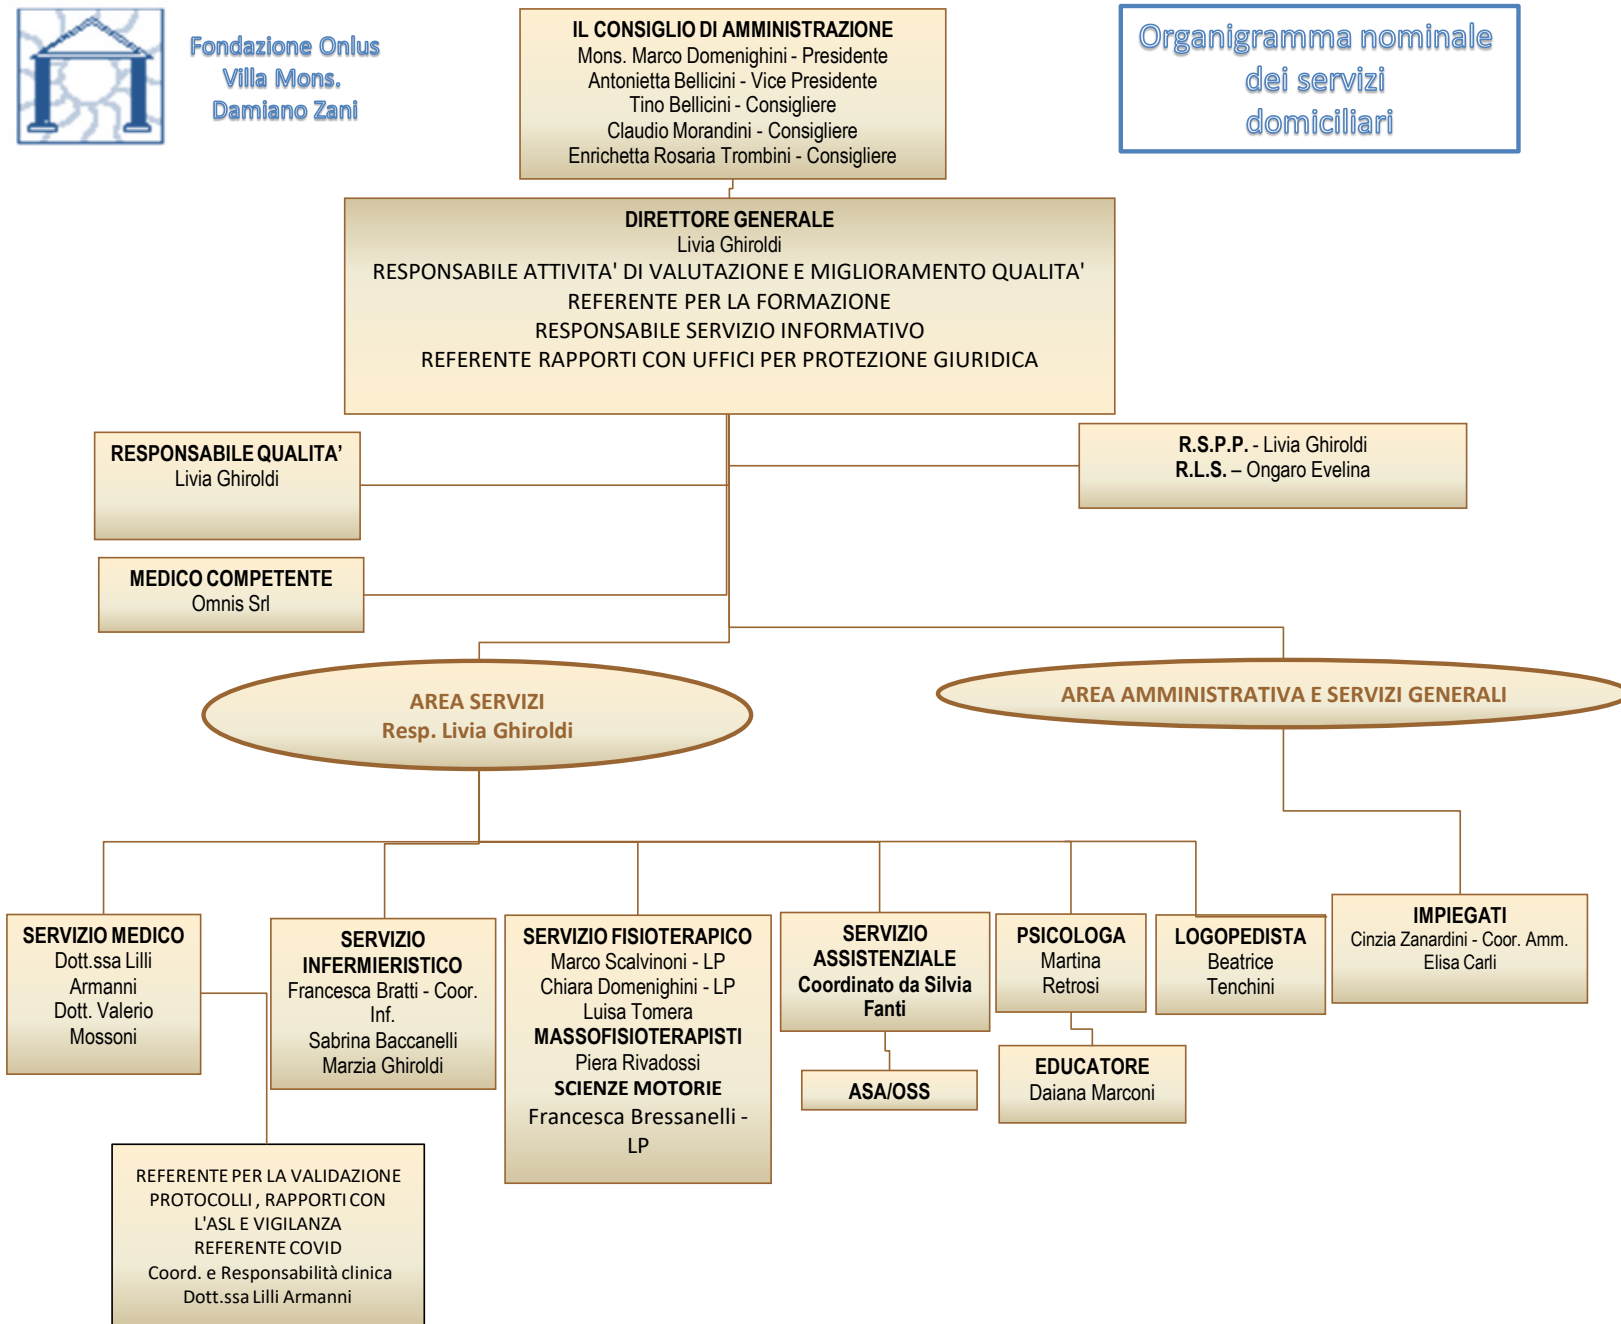 Fondazione Onlus
Villa Mons.
Damiano Zani
IL CONSIGLIO DI AMMINISTRAZIONE
Mons. Marco Domenighini - Presidente
Antonietta Bellicini - Vice Presidente
Tino Bellicini - Consigliere
Claudio Morandini - Consigliere
Enrichetta Rosaria Trombini - Consigliere
Organigramma nominale
dei servizi
domiciliari
DIRETTORE GENERALE
Livia Ghiroldi
RESPONSABILE ATTIVITA' DI VALUTAZIONE E MIGLIORAMENTO QUALITA'
REFERENTE PER LA FORMAZIONE
RESPONSABILE SERVIZIO INFORMATIVO
REFERENTE RAPPORTI CON UFFICI PER PROTEZIONE GIURIDICA
RESPONSABILE QUALITA’
Livia Ghiroldi
R.S.P.P. - Livia Ghiroldi
R.L.S. – Ongaro Evelina
MEDICO COMPETENTE
Omnis Srl
AREA SERVIZI
Resp. Livia Ghiroldi
AREA AMMINISTRATIVA E SERVIZI GENERALI
SERVIZIO MEDICO
Dott.ssa Lilli
Armanni
Dott. Valerio
Mossoni
SERVIZIO
INFERMIERISTICO
Francesca Bratti - Coor.
Inf.
Sabrina Baccanelli
Marzia Ghiroldi
SERVIZIO FISIOTERAPICO
Marco Scalvinoni - LP
Chiara Domenighini - LP
Luisa Tomera
MASSOFISIOTERAPISTI
Piera Rivadossi
SCIENZE MOTORIE
Francesca Bressanelli -
LP
SERVIZIO
ASSISTENZIALE
Coordinato da Silvia
Fanti
ASA/OSS
PSICOLOGA
Martina
Retrosi
EDUCATORE
Daiana Marconi
LOGOPEDISTA
Beatrice
Tenchini
IMPIEGATI
Cinzia Zanardini - Coor. Amm.
Elisa Carli
REFERENTE PER LA VALIDAZIONE
PROTOCOLLI , RAPPORTI CON
L'ASL E VIGILANZA
REFERENTE COVID
Coord. e Responsabilità clinica
Dott.ssa Lilli Armanni